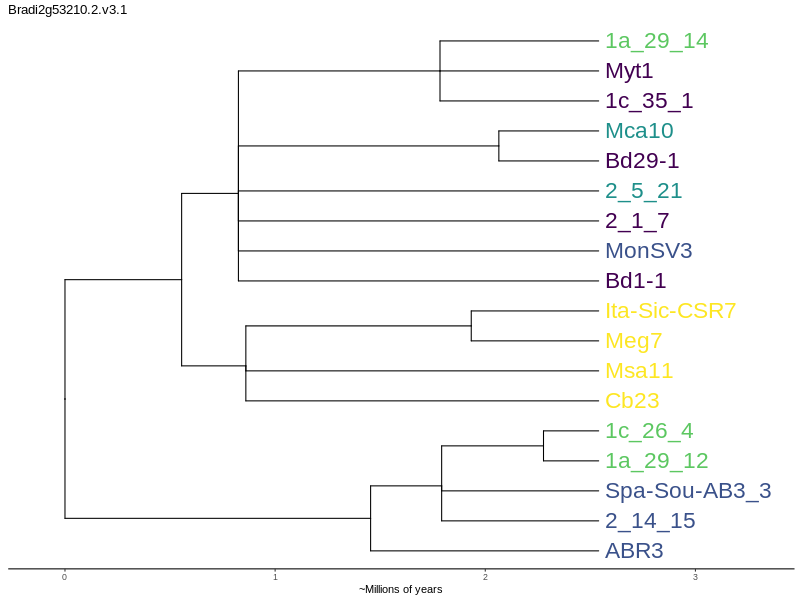 Bradi2g53210.2.v3.1
1a_29_14
Myt1
1c_35_1
Mca10
Bd29-1
2_5_21
2_1_7
MonSV3
Bd1-1
Ita-Sic-CSR7
Meg7
Msa11
Cb23
1c_26_4
1a_29_12
Spa-Sou-AB3_3
2_14_15
ABR3
0 1 2 3
~Millions of years